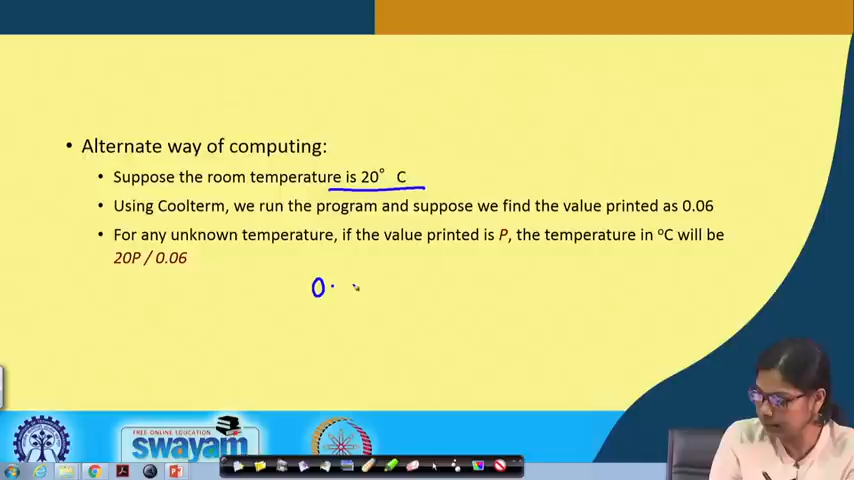 • Alternate way of computing:
• Suppose the room temperature is 20° C
• Using Coolterm, we run the program and suppose we find the value printed as 0.06
• For any unknown temperature, if the value printed is P, the temperature in °C will be
20P / 0.06
0.
FREE ONLINE EDUCATION
swayam